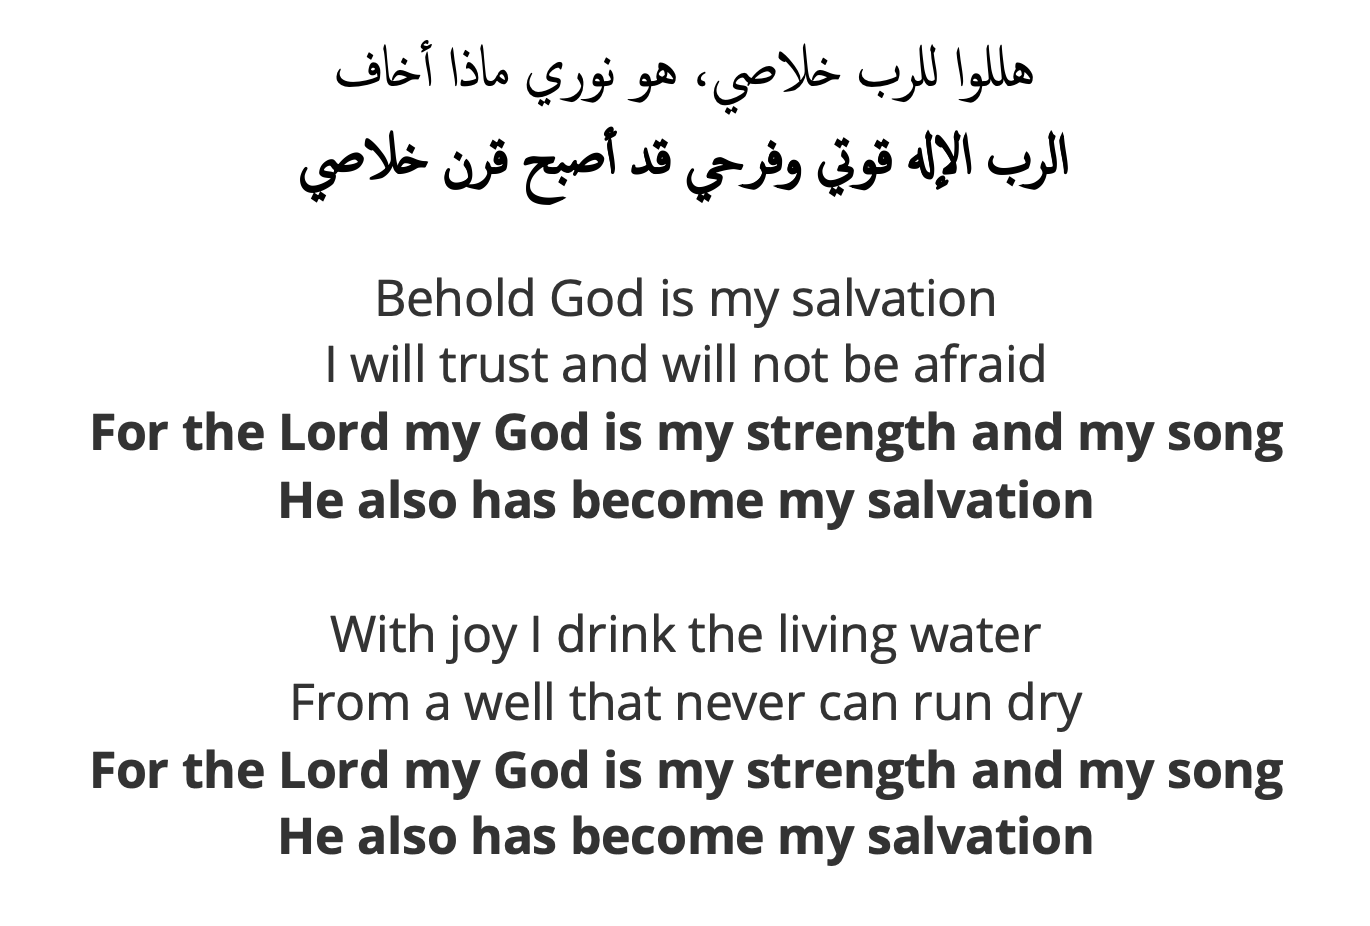 هللوا للرب خلاصي، هو نوري ماذا أخاف
الرب الإله قوتي وفرحي قد أصبح قرن خلاصي
Behold God is my salvation
I will trust and will not be afraid
For the Lord my God is my strength and my song
He also has become my salvation
With joy I drink the living water
From a well that never can run dry
For the Lord my God is my strength and my song
He also has become my salvation